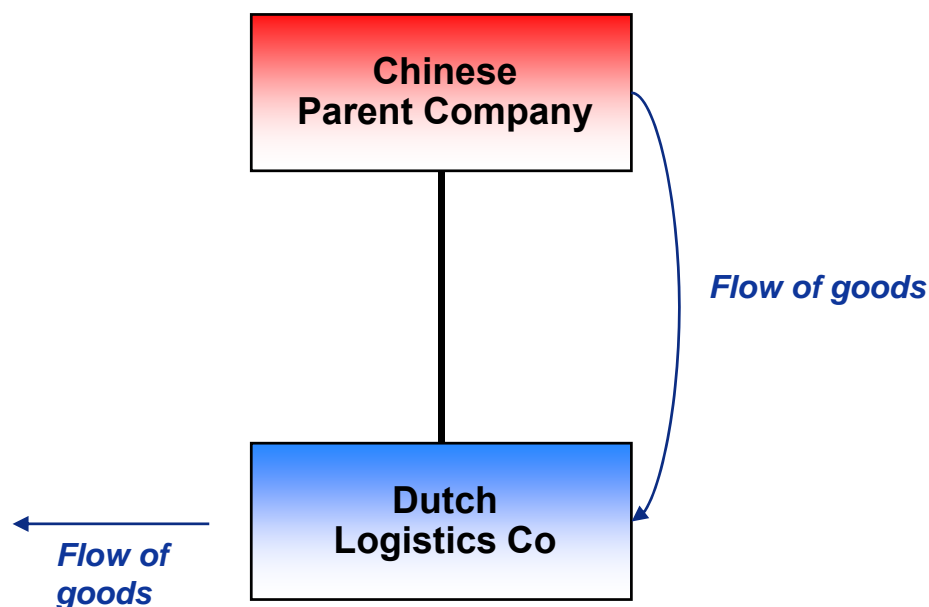 Chinese
Parent Company
Flow of goods
Dutch
Logistics Co
Flow of
goods